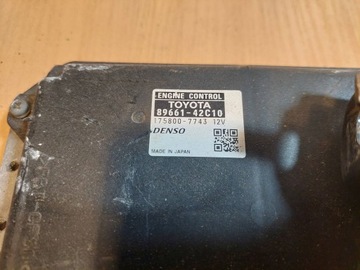 ENGINE CONTROL
TOYOTA
89661-42C10
175800-7743 12V
DENSO
MADE IN JAPAN